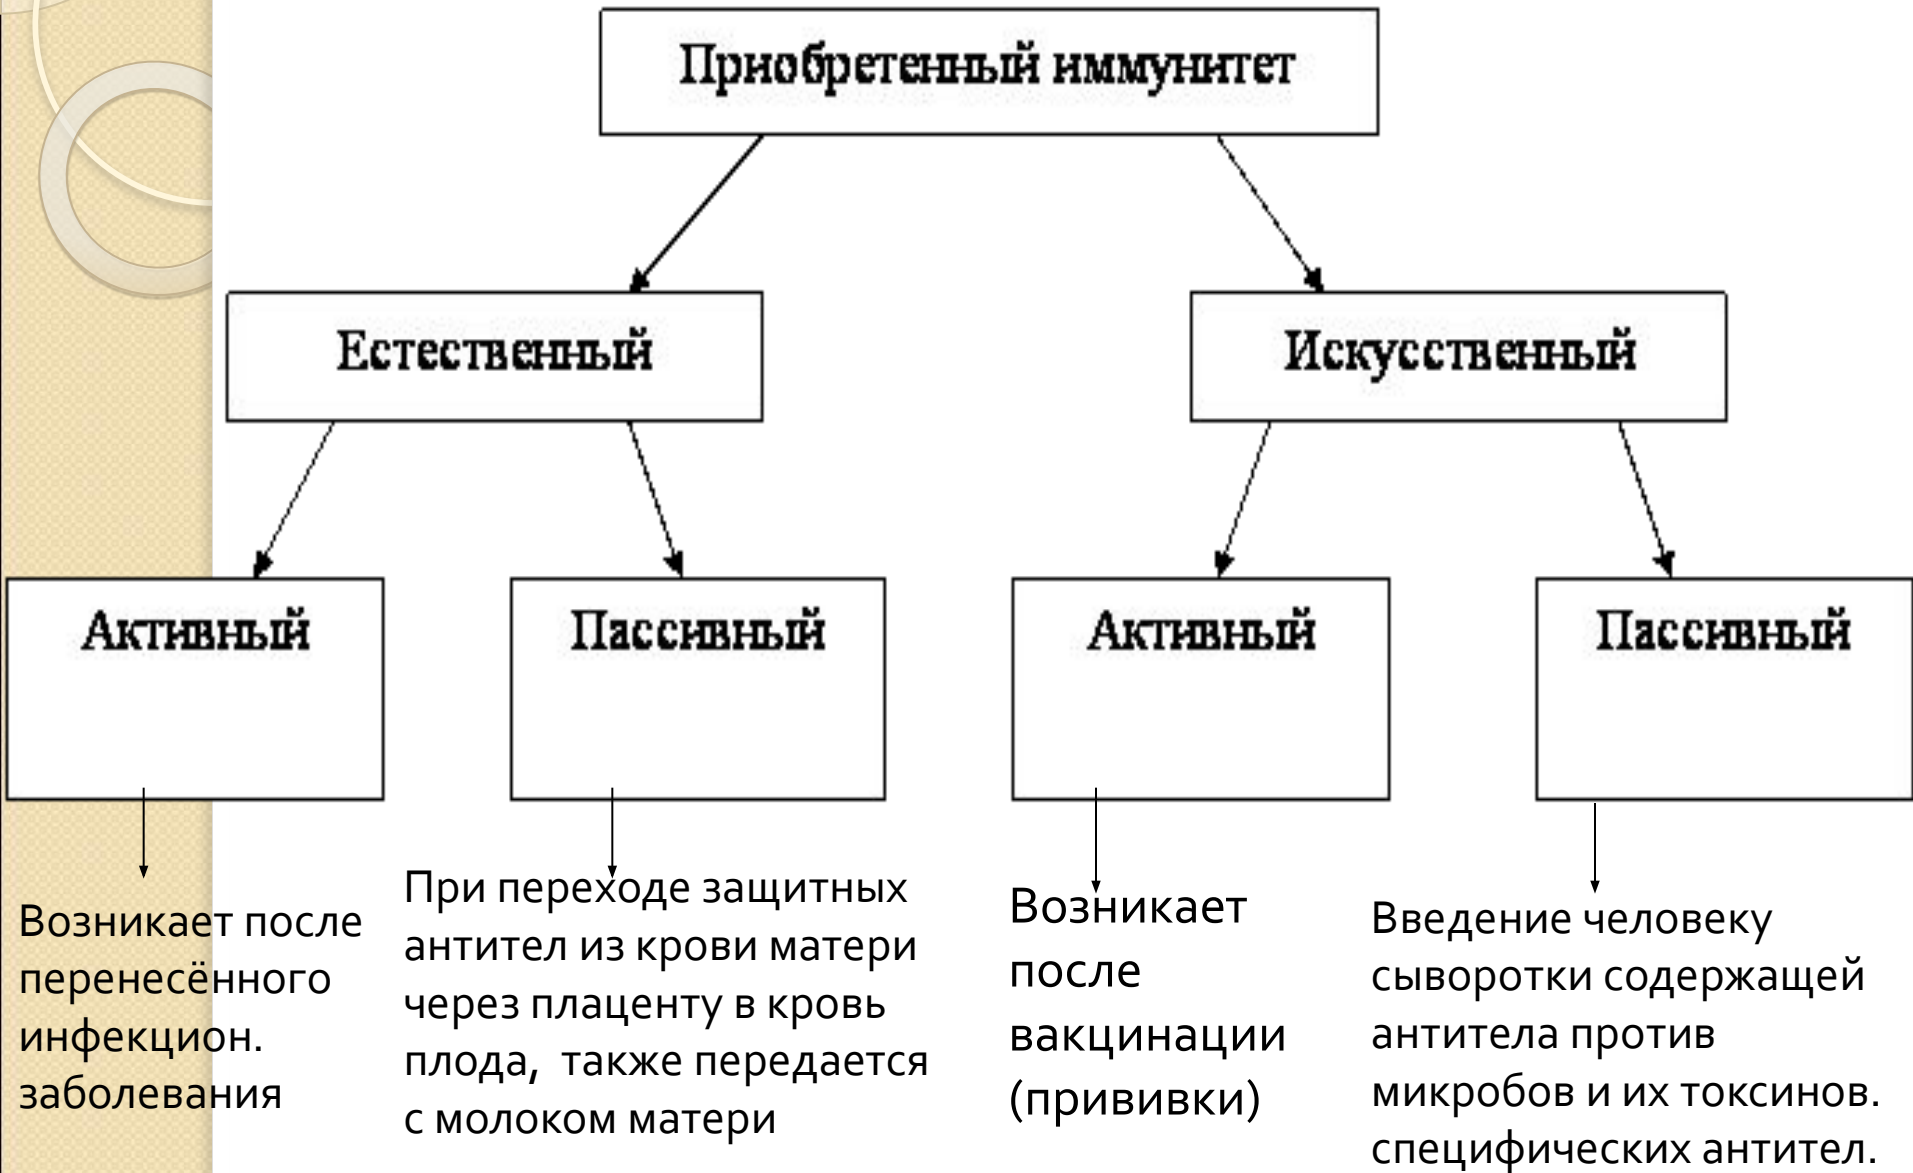 Приобретенный иммунитет
Естественный
Искусственный
Активный
Пассивный
Активный
Пассивный
Возникает после
перенесённого
инфекцион.
заболевания
При переходе защитных
антител из крови матери
через плаценту в кровь
плода, также передается
с молоком матери
Возникает
после
вакцинации
(прививки)
Введение человеку
сыворотки содержащей
антитела против
микробов и их токсинов.
специфических антител.